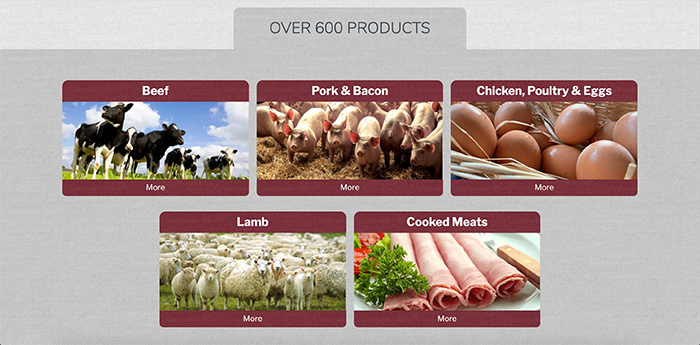 OVER 600 PRODUCTS
Beef
Pork & Bacon
Chicken, Poultry & Eggs
More
More
More
Lamb
Cooked Meats
More
More